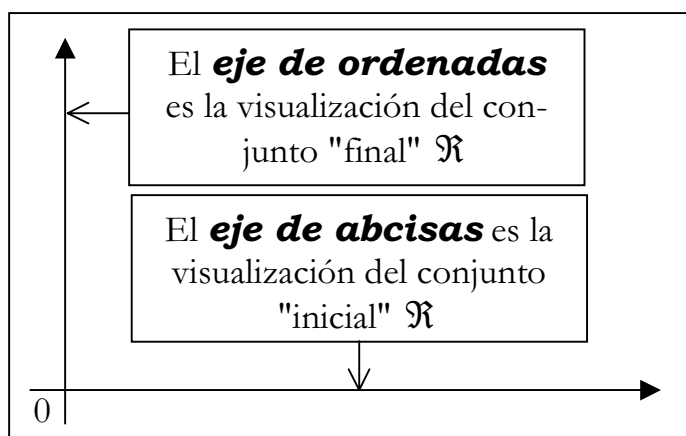 El eje de ordenadas
es la visualización del con-
junto "final" ℜ
El eje de abcisas es la
visualización del conjunto
"inicial" ℜ
0